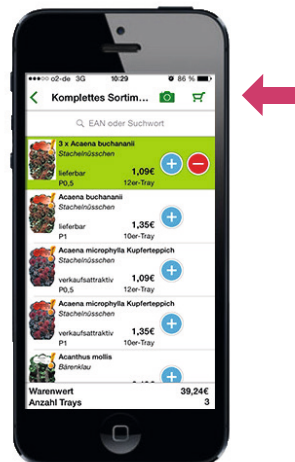 o2-de 3G 10:29 86 %
Komplettes Sortim...
EAN oder Suchwort
3 x Acaena buchananii
Stachelnüsschen
lieferbar 1,09€
P0,5 12er-Tray
Acaena buchananii
Stachelnüsschen
lieferbar 1,35€
P1 10er-Tray
Acaena microphylla Kupferteppich
Stachelnüsschen
verkaufsattraktiv 1,09€
P0,5 12er-Tray
Acaena microphylla Kupferteppich
Stachelnüsschen
verkaufsattraktiv 1,35€
P1 10er-Tray
Acanthus mollis
Bärenklau
Warenwert 39,24€
Anzahl Trays 3